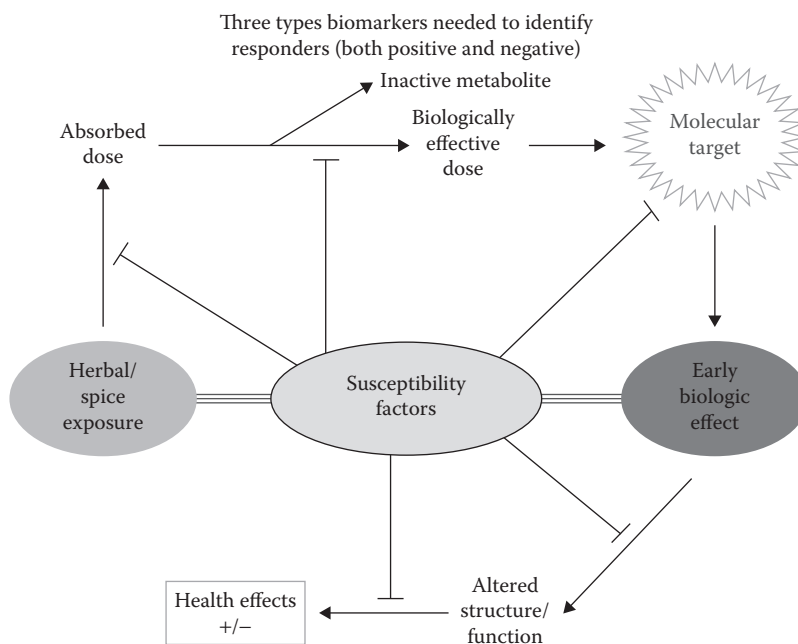 Three types biomarkers needed to identify
responders (both positive and negative)
Inactive metabolite
Absorbed
dose
Biologically
effective
dose
Molecular
target
Herbal/
spice
exposure
Susceptibility
factors
Early
biologic
effect
Health effects
+/−
Altered
structure/
function